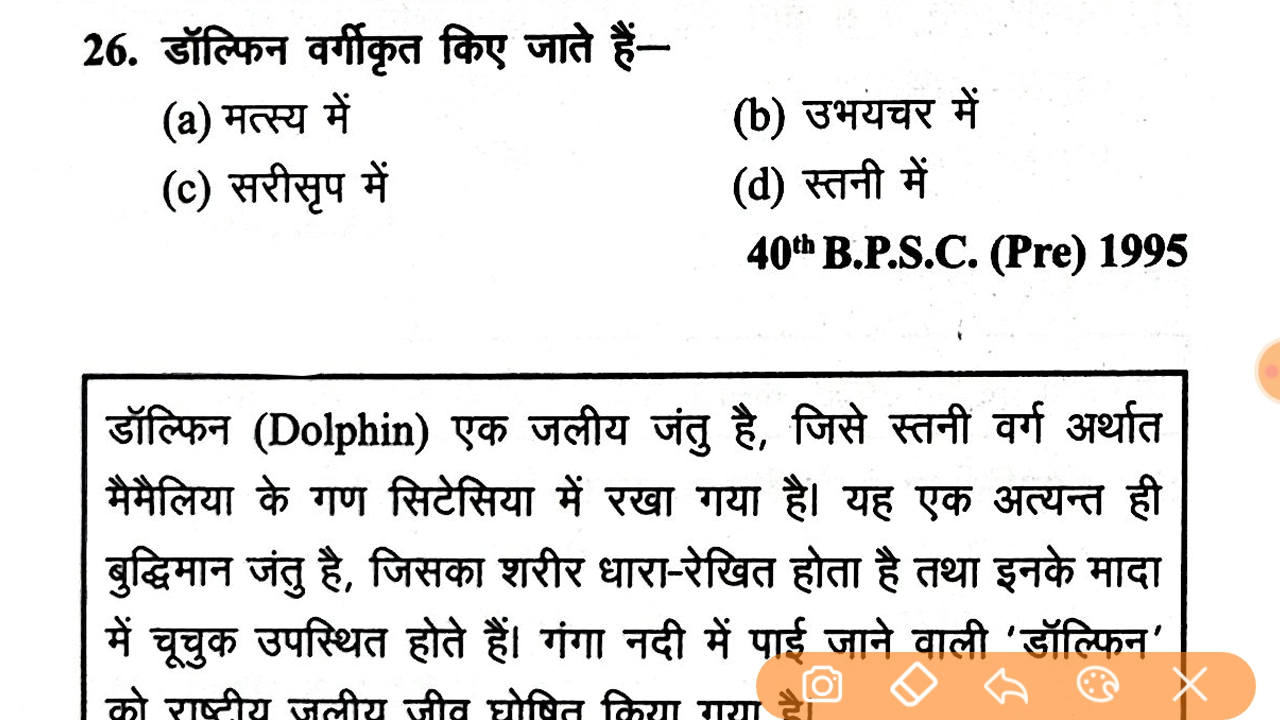 26. डॉल्फिन वर्गीकृत किए जाते हैं—
(a) मत्स्य में (b) उभयचर में
(c) सरीसृप में (d) स्तनी में
40th B.P.S.C. (Pre) 1995
डॉल्फिन (Dolphin) एक जलीय जंतु है, जिसे स्तनी वर्ग अर्थात
मैमैलिया के गण सिटेसिया में रखा गया है। यह एक अत्यन्त ही
बुद्धिमान जंतु है, जिसका शरीर धारा-रेखित होता है तथा इनके मादा
में चूचुक उपस्थित होते हैं। गंगा नदी में पाई जाने वाली ‘डॉल्फिन’
को राष्ट्रीय जलीय जीव घोषित किया गया है।